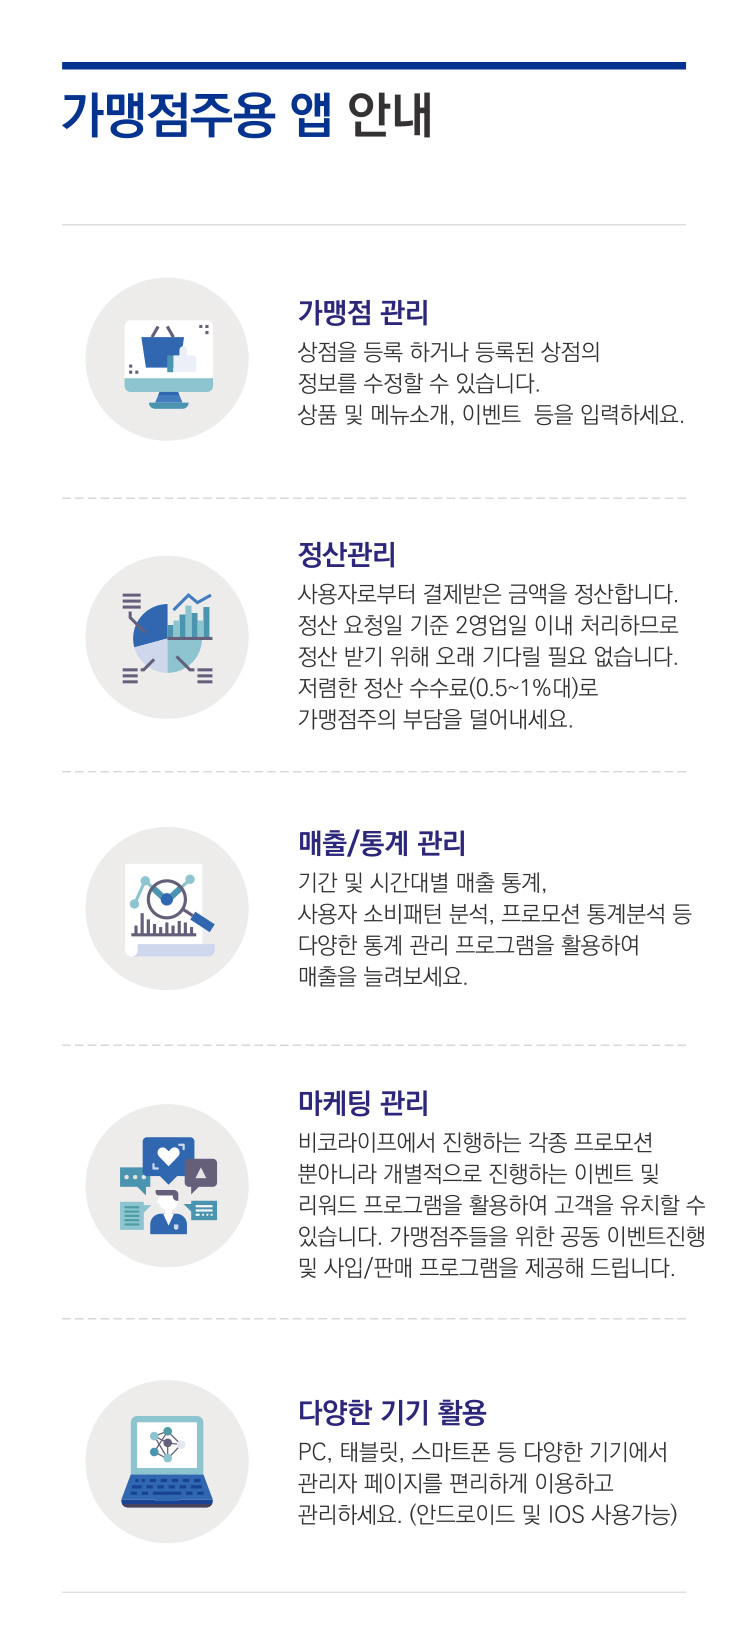 가맹점주용 앱 안내
가맹점 관리
상점을 등록 하거나 등록된 상점의
정보를 수정할 수 있습니다.
상품 및 메뉴소개, 이벤트 등을 입력하세요.
정산관리
사용자로부터 결제받은 금액을 정산합니다.
정산 요청일 기준 2영업일 이내 처리하므로
정산 받기 위해 오래 기다릴 필요 없습니다.
저렴한 정산 수수료(0.5~1%대)로
가맹점주의 부담을 덜어내세요.
매출/통계 관리
기간 및 시간대별 매출 통계,
사용자 소비패턴 분석, 프로모션 통계분석 등
다양한 통계 관리 프로그램을 활용하여
매출을 늘려보세요.
마케팅 관리
비코라이프에서 진행하는 각종 프로모션
뿐아니라 개별적으로 진행하는 이벤트 및
리워드 프로그램을 활용하여 고객을 유치할 수
있습니다. 가맹점주들을 위한 공동 이벤트진행
및 사입/판매 프로그램을 제공해 드립니다.
다양한 기기 활용
PC, 태블릿, 스마트폰 등 다양한 기기에서
관리자 페이지를 편리하게 이용하고
관리하세요. (안드로이드 및 IOS 사용가능)